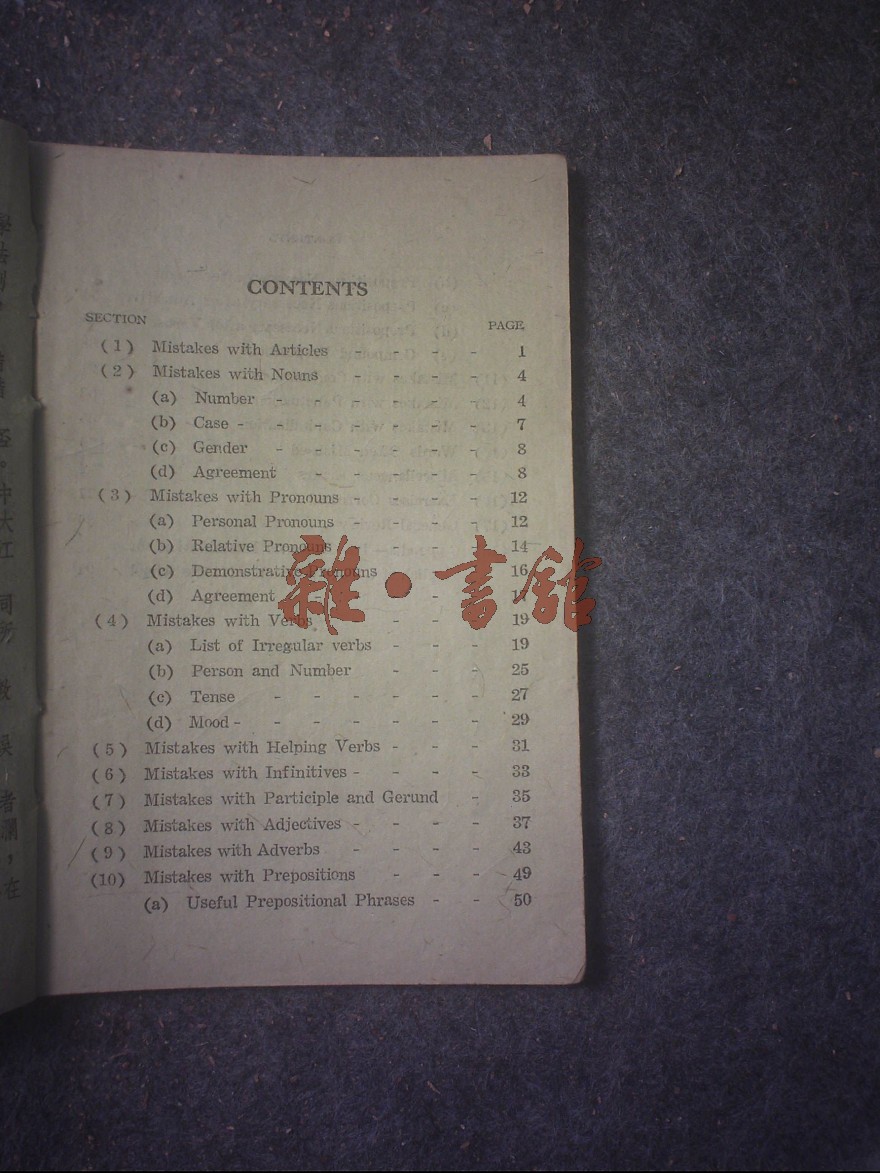 CONTENTS
SECTION PAGE
(1) Mistakes with Articles - - - - 1
(2) Mistakes with Nouns - - - - 4
(a) Number - - - - - - 4
(b) Case - - - - - - - 7
(c) Gender - - - - - - 8
(d) Agreement - - - - - 8
(3) Mistakes with Pronouns - - - - 12
(a) Personal Pronouns - - - - 12
(b) Relative Pronouns - - - - 14
(c) Demonstrative Pronouns 16
(d) Agreement
(4) Mistakes with Verbs - - - 19
(a) List of Irregular verbs - - - 19
(b) Person and Number - - - 25
(c) Tense - - - - - - 27
(d) Mood - - - - - - - 29
(5) Mistakes with Helping Verbs - - - 31
(6) Mistakes with Infinitives - - - - 33
(7) Mistakes with Participle and Gerund - 35
(8) Mistakes with Adjectives - - - - 37
(9) Mistakes with Adverbs - - - - 43
(10) Mistakes with Prepositions - - - 49
(a) Useful Prepositional Phrases - - 50
雜·書館